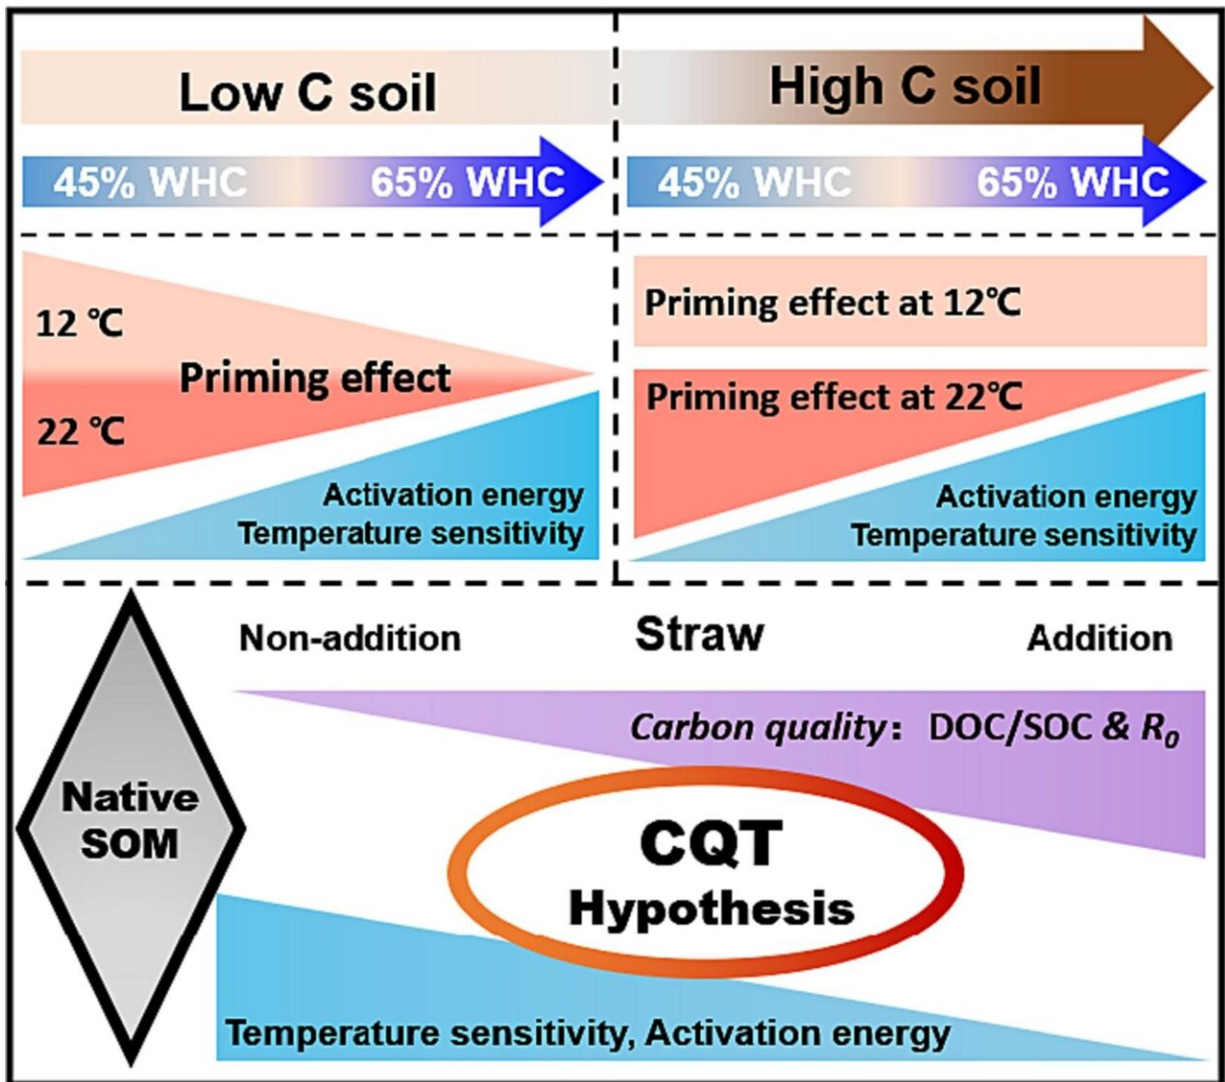 Low C soil
High C soil
45% WHC
65% WHC
45% WHC
65% WHC
12 ℃
Priming effect
22 ℃
Activation energy
Temperature sensitivity
Priming effect at 12℃
Priming effect at 22℃
Activation energy
Temperature sensitivity
Non-addition
Straw
Addition
Carbon quality: DOC/SOC & R₀
Native
SOM
CQT
Hypothesis
Temperature sensitivity, Activation energy